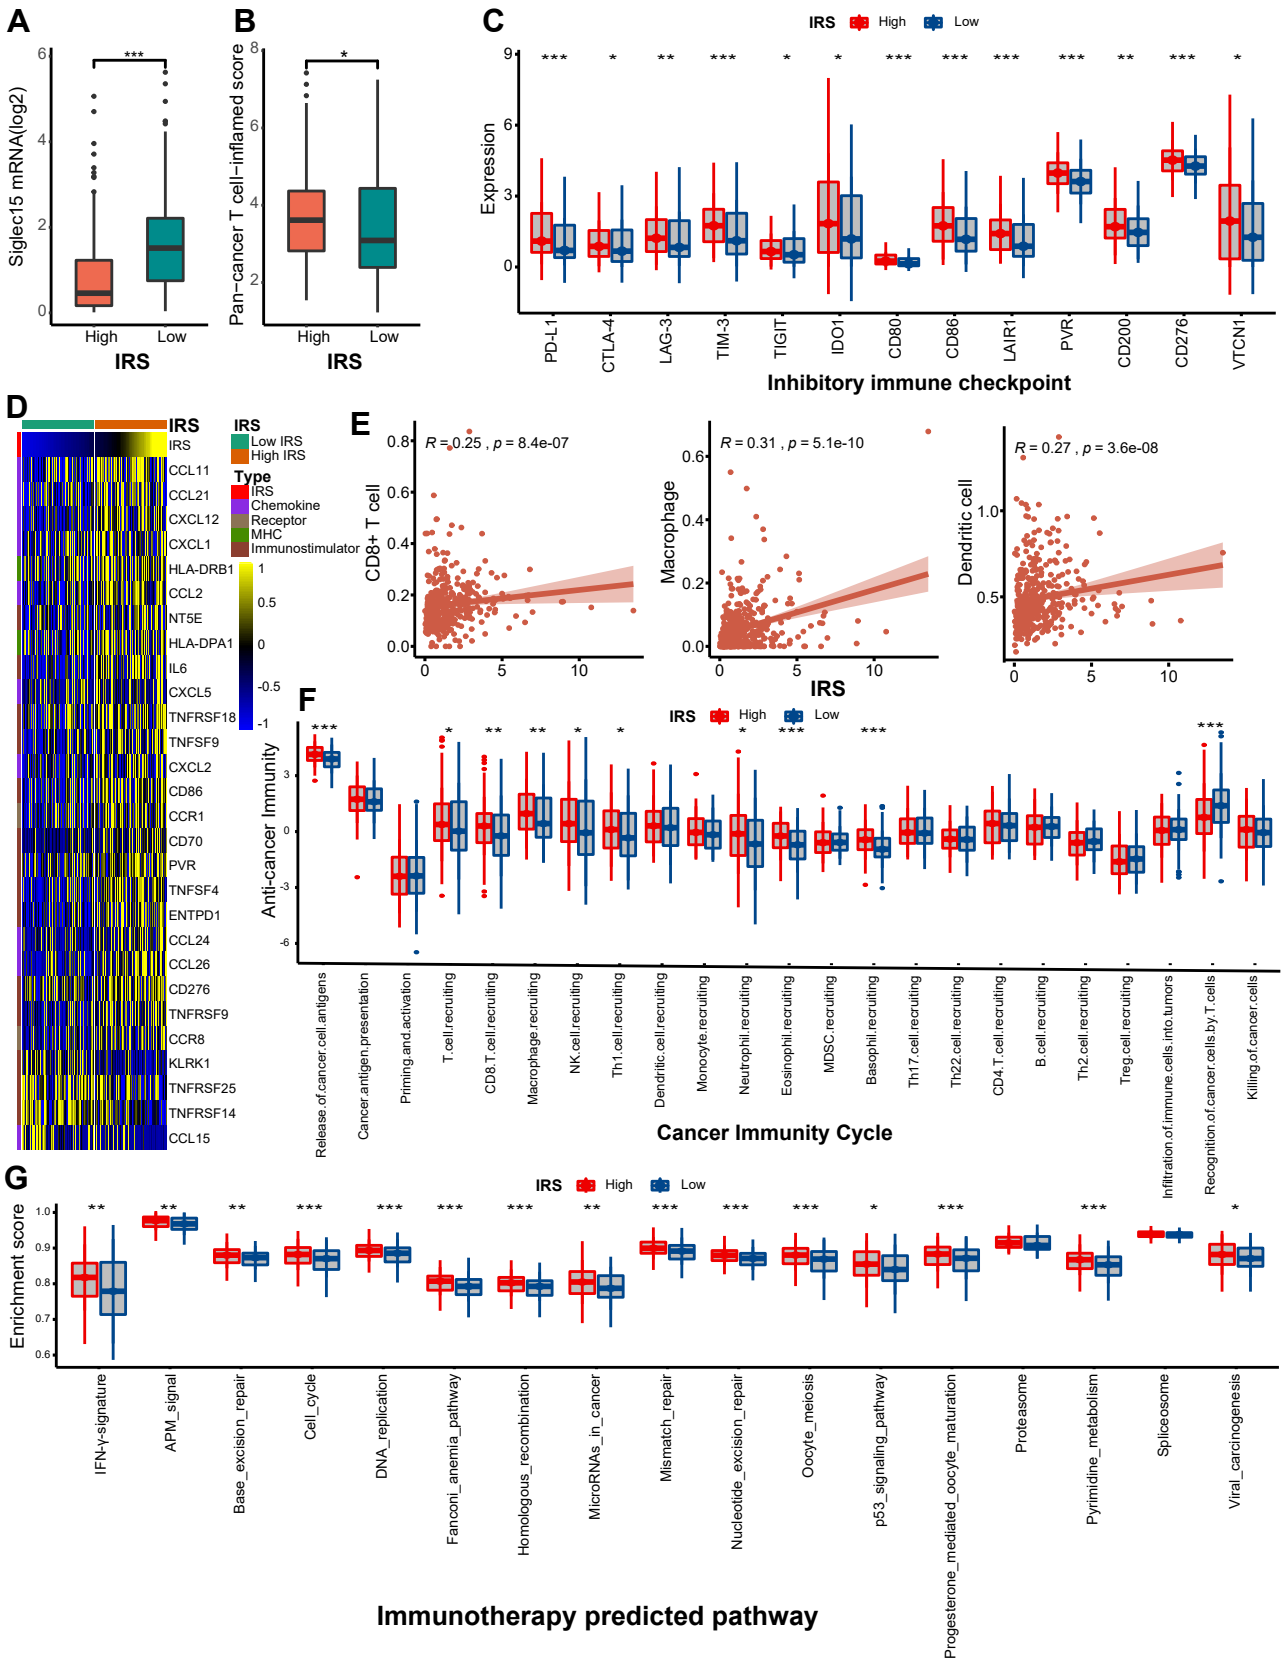 A
Siglec15 mRNA(log2)
6
4
2
0
***
High Low
IRS
B
Pan−cancer T cell−inflamed score
8
6
4
2
*
High Low
IRS
C
IRS High Low
Expression
9
6
3
0
*** * ** *** * * *** *** *** *** ** *** *
PD-L1
CTLA-4
LAG-3
TIM-3
TIGIT
IDO1
CD80
CD86
LAIR1
PVR
CD200
CD276
VTCN1
Inhibitory immune checkpoint
D
IRS
IRS
CCL11
CCL21
CXCL12
CXCL1
HLA-DRB1
CCL2
NT5E
HLA-DPA1
IL6
CXCL5
TNFRSF18
TNFSF9
CXCL2
CD86
CCR1
CD70
PVR
TNFSF4
ENTPD1
CCL24
CCL26
CD276
TNFRSF9
CCR8
KLRK1
TNFRSF25
TNFRSF14
CCL15
IRS
Low IRS
High IRS
Type
IRS
Chemokine
Receptor
MHC
Immunostimulator
1
0.5
0
-0.5
-1
E
CD8+ T cell
0.8
0.6
0.4
0.2
0.0
R = 0.25 , p = 8.4e-07
0 5 10
Macrophage
0.6
0.4
0.2
0.0
R = 0.31 , p = 5.1e-10
0 5 10
Dendritic cell
1.0
0.5
R = 0.27 , p = 3.6e-08
0 5 10
IRS
F
IRS High Low
Anti-cancer Immunity
3
0
-3
-6
*** * ** ** * * * *** *** ***
Release.of.cancer.cell.antigens
Cancer.antigen.presentation
Priming.and.activation
T.cell.recruiting
CD8.T.cell.recruiting
Macrophage.recruiting
NK.cell.recruiting
Th1.cell.recruiting
Dendritic.cell.recruiting
Monocyte.recruiting
Neutrophil.recruiting
Eosinophil.recruiting
MDSC.recruiting
Basophil.recruiting
Th17.cell.recruiting
Th22.cell.recruiting
CD4.T.cell.recruiting
B.cell.recruiting
Th2.cell.recruiting
Treg.cell.recruiting
Infiltration.of.immune.cells.into.tumors
Recognition.of.cancer.cells.by.T.cells
Killing.of.cancer.cells
Cancer Immunity Cycle
G
IRS High Low
Enrichment score
1.0
0.9
0.8
0.7
0.6
** ** ** *** *** *** *** ** *** *** *** * *** *** *
IFN-γ-signature
APM_signal
Base_excision_repair
Cell_cycle
DNA_replication
Fanconi_anemia_pathway
Homologous_recombination
MicroRNAs_in_cancer
Mismatch_repair
Nucleotide_excision_repair
Oocyte_meiosis
p53_signaling_pathway
Progesterone_mediated_oocyte_maturation
Proteasome
Pyrimidine_metabolism
Spliceosome
Viral_carcinogenesis
Immunotherapy predicted pathway